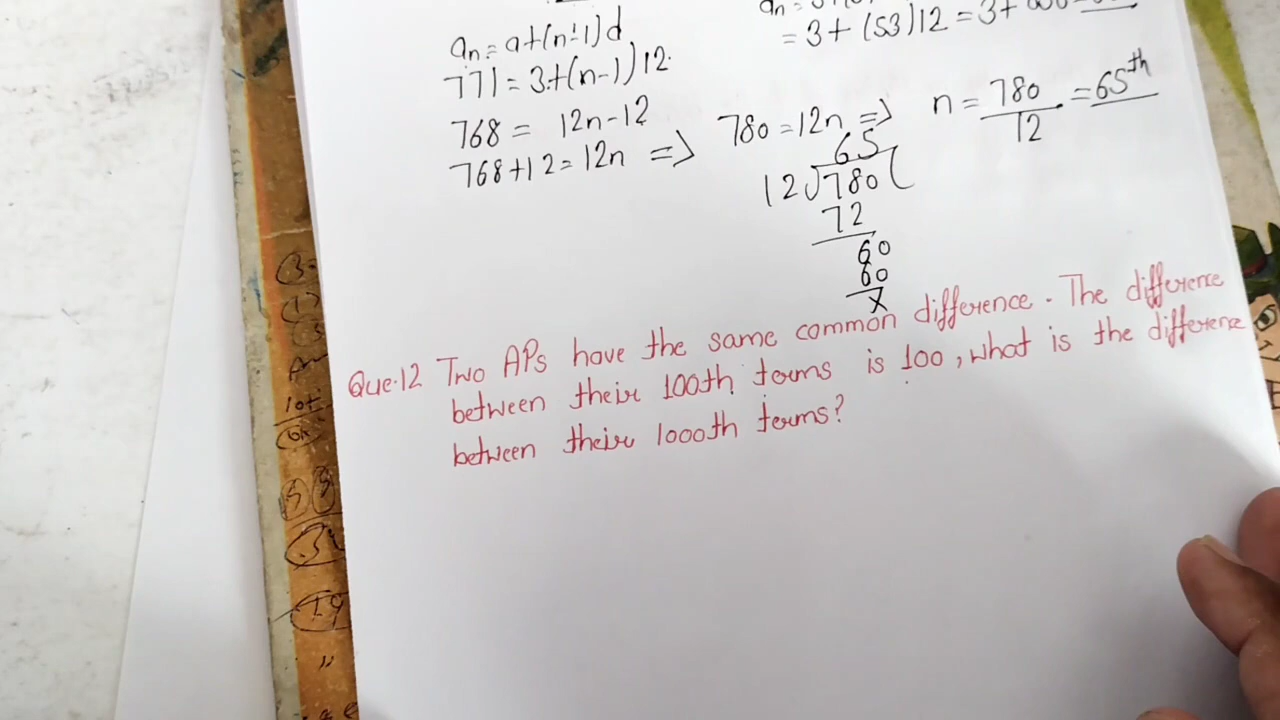 an = a+(n-1)d
771 = 3+(n-1)12
768 = 12n-12
768+12 = 12n => 780 = 12n => n = 780/12 = 65th
an =
= 3+(53)12 = 3+
65
12)780(
72
60
60
x
Que.12 Two APs have the same common difference. The difference
between their 100th terms is 100, what is the difference
between their 1000th terms?